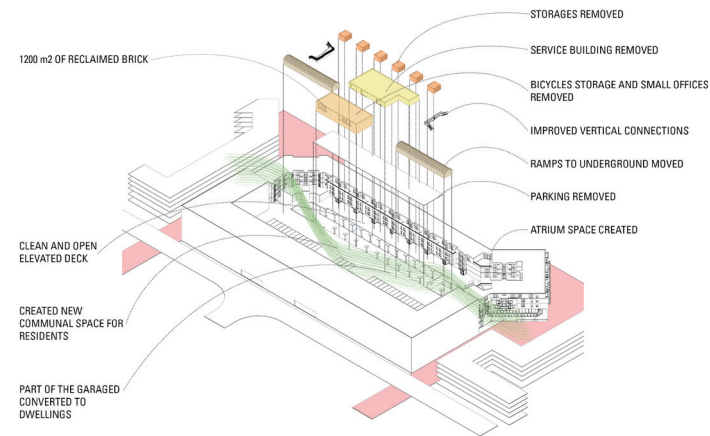 STORAGES REMOVED
1200 m2 OF RECLAIMED BRICK
SERVICE BUILDING REMOVED
BICYCLES STORAGE AND SMALL OFFICES
REMOVED
IMPROVED VERTICAL CONNECTIONS
RAMPS TO UNDERGROUND MOVED
PARKING REMOVED
ATRIUM SPACE CREATED
CLEAN AND OPEN
ELEVATED DECK
CREATED NEW
COMMUNAL SPACE FOR
RESIDENTS
PART OF THE GARAGED
CONVERTED TO
DWELLINGS